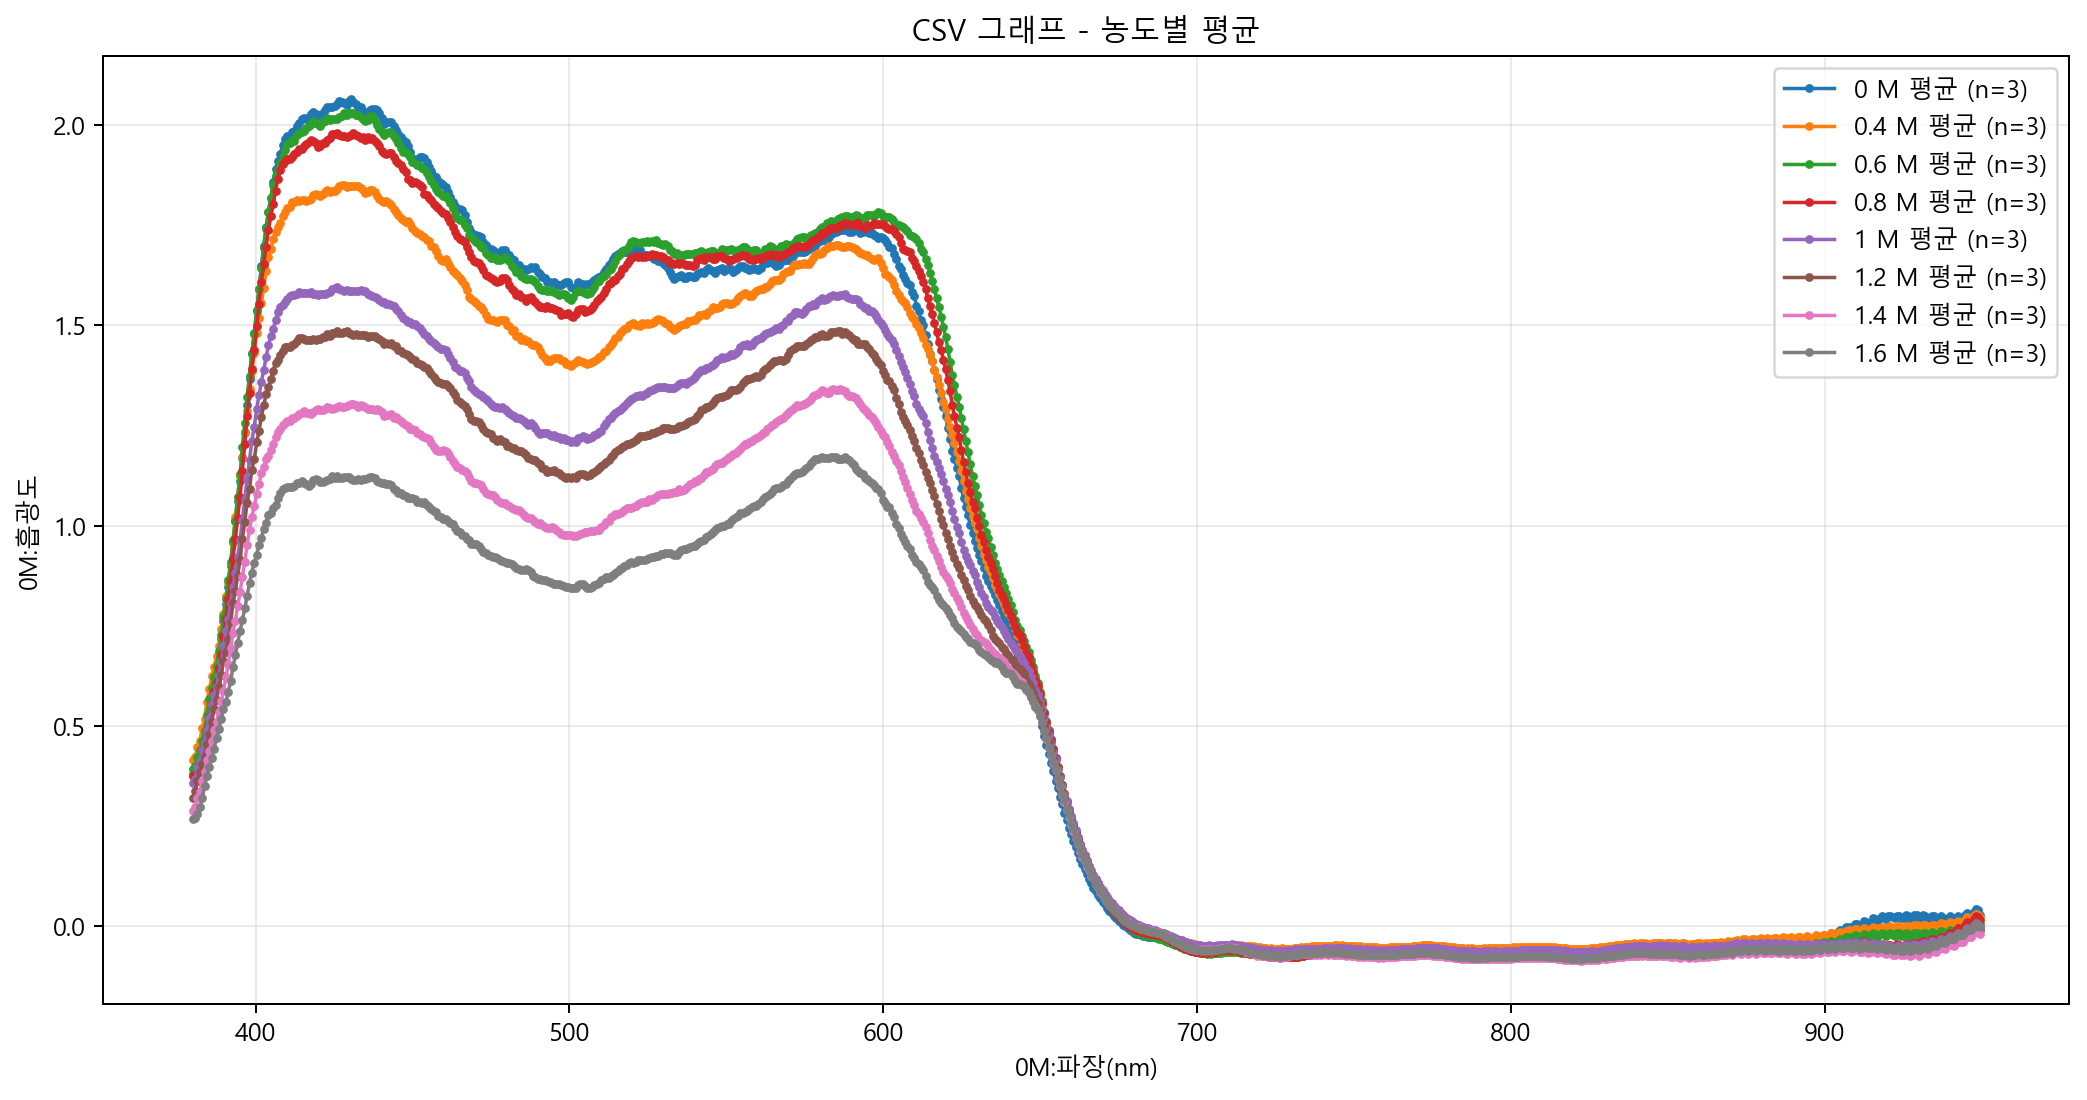 CSV 그래프 - 농도별 평균
0M:흡광도
2.0
1.5
1.0
0.5
0.0
0 M 평균 (n=3)
0.4 M 평균 (n=3)
0.6 M 평균 (n=3)
0.8 M 평균 (n=3)
1 M 평균 (n=3)
1.2 M 평균 (n=3)
1.4 M 평균 (n=3)
1.6 M 평균 (n=3)
400 500 600 700 800 900
0M:파장(nm)